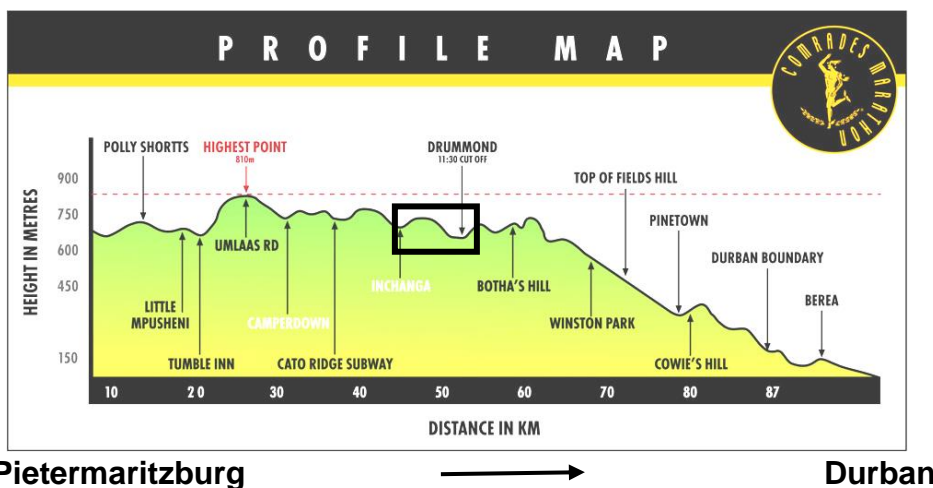 PROFILE MAP
COMRADES MARATHON
POLLY SHORTTS
HIGHEST POINT
810m
DRUMMOND
11:30 CUT OFF
TOP OF FIELDS HILL
PINETOWN
DURBAN BOUNDARY
BEREA
HEIGHT IN METRES
900
750
600
450
150
UMLAAS RD
INCHANGA
BOTHA'S HILL
LITTLE
MPUSHENI
CAMPERDOWN
WINSTON PARK
TUMBLE INN
CATO RIDGE SUBWAY
COWIE'S HILL
10 20 30 40 50 60 70 80 87
DISTANCE IN KM
Pietermaritzburg Durban